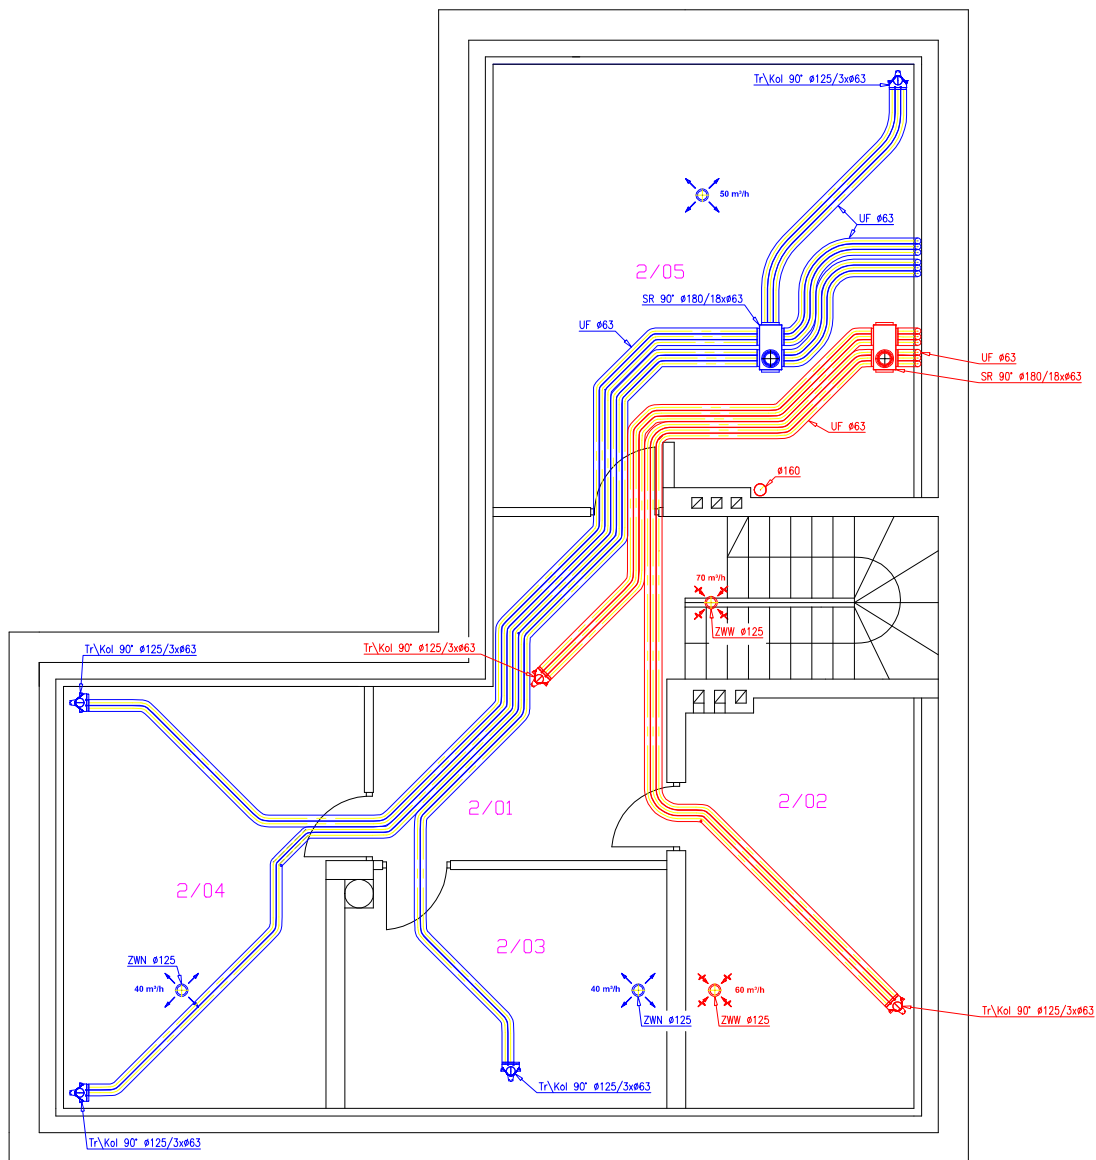 Tr\Kol 90° ø125/3xø63
50 m³/h
UF ø63
2/05
SR 90° ø180/18xø63
UF ø63
UF ø63
SR 90° ø180/18xø63
UF ø63
ø160
70 m³/h
ZWW ø125
Tr\Kol 90° ø125/3xø63
Tr\Kol 90° ø125/3xø63
2/01
2/02
2/04
2/03
ZWN ø125
40 m³/h
40 m³/h
60 m³/h
ZWN ø125
ZWW ø125
Tr\Kol 90° ø125/3xø63
Tr\Kol 90° ø125/3xø63
Tr\Kol 90° ø125/3xø63